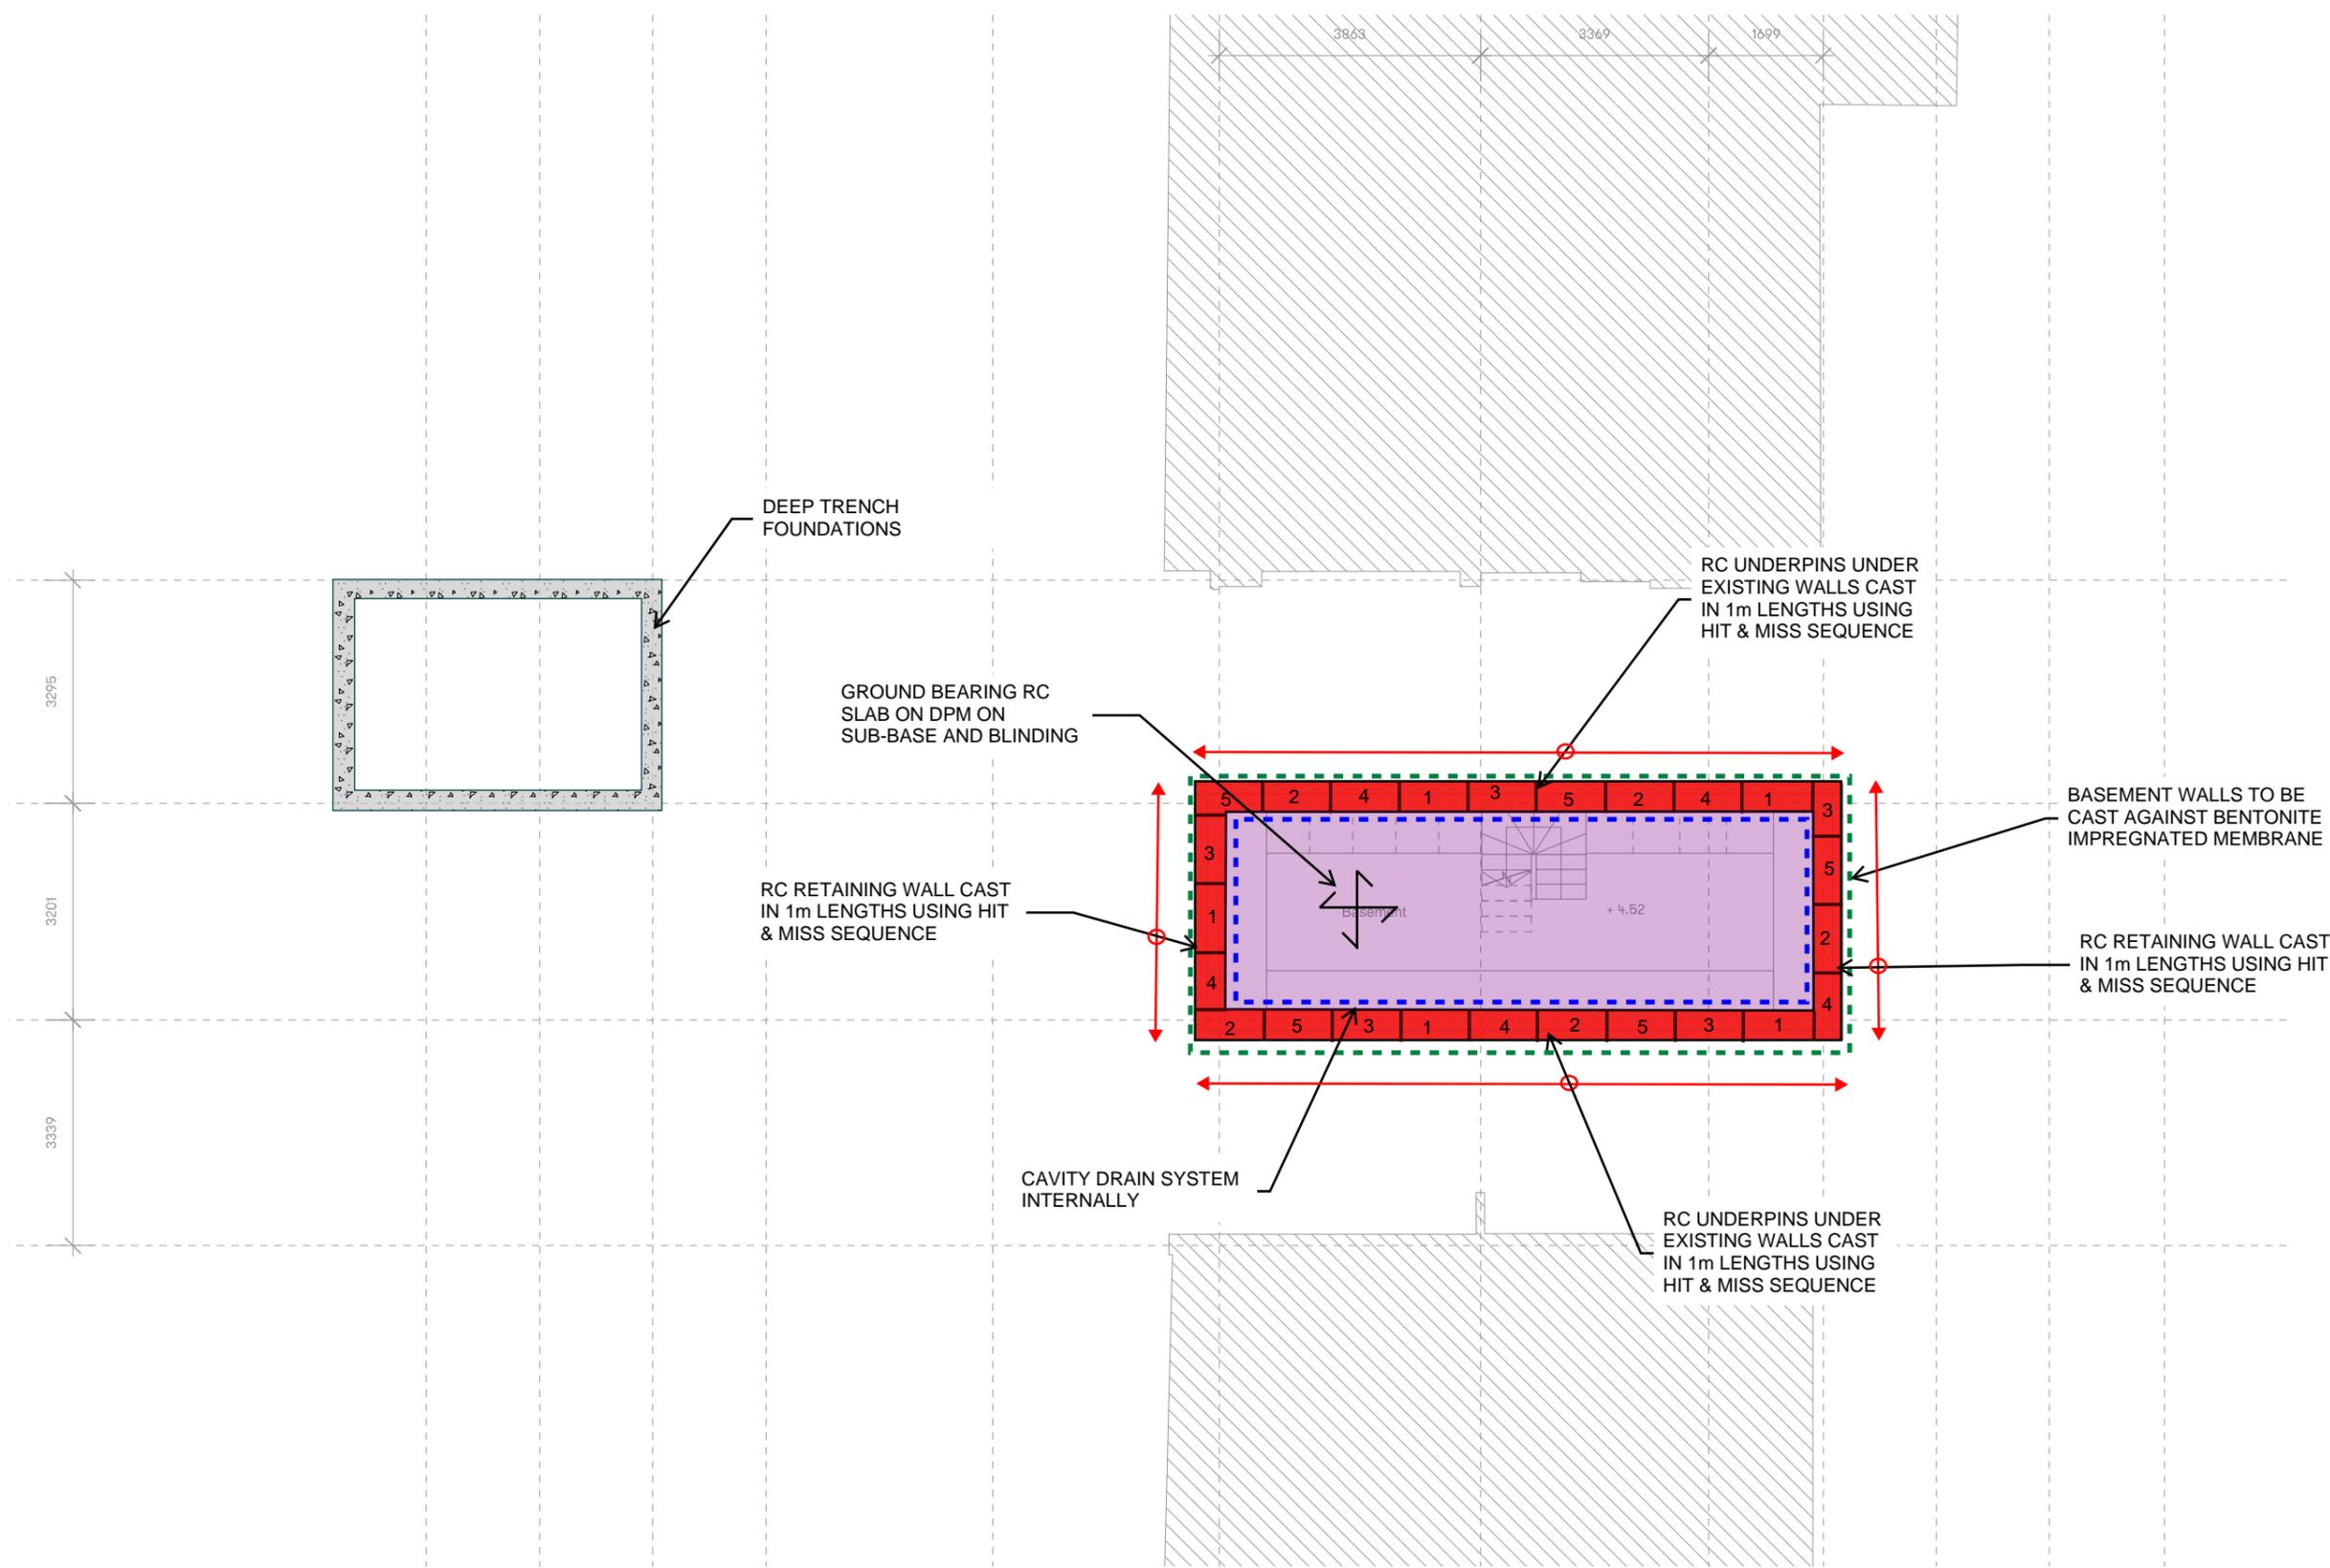 3863
3369
1699
DEEP TRENCH
FOUNDATIONS
RC UNDERPINS UNDER
EXISTING WALLS CAST
IN 1m LENGTHS USING
HIT & MISS SEQUENCE
3295
GROUND BEARING RC
SLAB ON DPM ON
SUB-BASE AND BLINDING
5 2 4 1 3 5 2 4 1 3
BASEMENT WALLS TO BE
CAST AGAINST BENTONITE
IMPREGNATED MEMBRANE
3 5
RC RETAINING WALL CAST
IN 1m LENGTHS USING HIT
& MISS SEQUENCE
3201
1 Basement + 4.52 2
RC RETAINING WALL CAST
IN 1m LENGTHS USING HIT
& MISS SEQUENCE
4 4
2 5 3 1 4 2 5 3 1
3339
CAVITY DRAIN SYSTEM
INTERNALLY
RC UNDERPINS UNDER
EXISTING WALLS CAST
IN 1m LENGTHS USING
HIT & MISS SEQUENCE